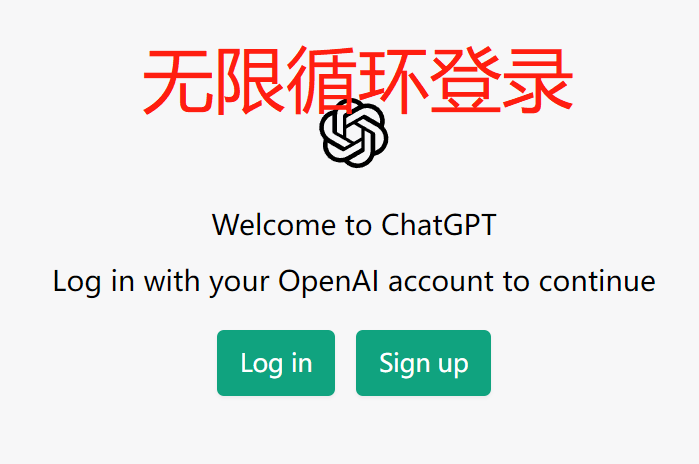 无限循环登录
Welcome to ChatGPT
Log in with your OpenAI account to continue
Log in Sign up